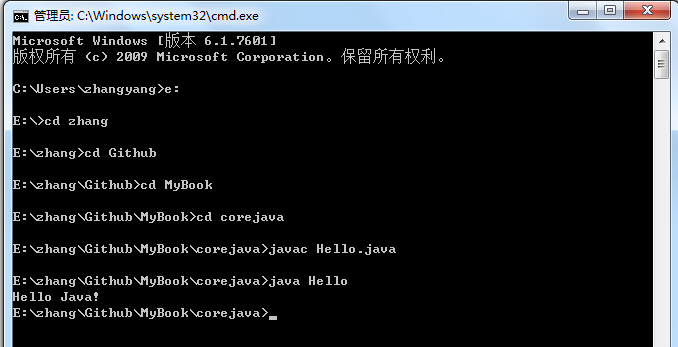 管理员: C:\Windows\system32\cmd.exe
Microsoft Windows [版本 6.1.7601]
版权所有 (c) 2009 Microsoft Corporation。保留所有权利。
C:\Users\zhangyang>e:
E:\>cd zhang
E:\zhang>cd Github
E:\zhang\Github>cd MyBook
E:\zhang\Github\MyBook>cd corejava
E:\zhang\Github\MyBook\corejava>javac Hello.java
E:\zhang\Github\MyBook\corejava>java Hello
Hello Java!
E:\zhang\Github\MyBook\corejava>_